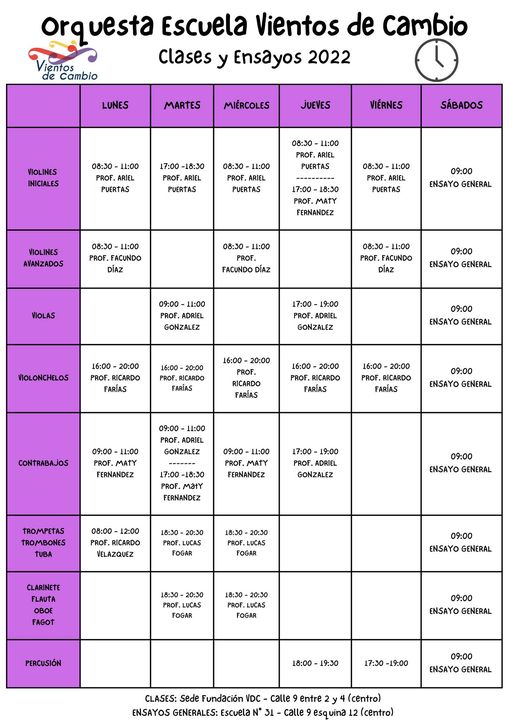 Orquesta Escuela Vientos de Cambio
Vientos
de Cambio
Clases y Ensayos 2022
LUNES
MARTES
MIÉRCOLES
JUEVES
VIÉRNES
SÁBADOS
VIOLINES
INICIALES
08:30 - 11:00
PROF. ARIEL
PUERTAS
17:00 -18:30
PROF. ARIEL
PUERTAS
08:30 - 11:00
PROF. ARIEL
PUERTAS
08:30 - 11:00
PROF. ARIEL
PUERTAS
----------
17:00 - 18:30
PROF. MATY
FERNANDEZ
08:30 - 11:00
PROF. ARIEL
PUERTAS
09:00
ENSAYO GENERAL
VIOLINES
AVANZADOS
08:30 - 11:00
PROF. FACUNDO
DÍAZ
08:30 - 11:00
PROF.
FACUNDO DÍAZ
08:30 - 11:00
PROF. FACUNDO
DÍAZ
09:00
ENSAYO GENERAL
VIOLAS
09:00 - 11:00
PROF. ADRIEL
GONZALEZ
17:00 - 19:00
PROF. ADRIEL
GONZALEZ
09:00
ENSAYO GENERAL
VIOLONCHELOS
16:00 - 20:00
PROF. RICARDO
FARÍAS
16:00 - 20:00
PROF. RICARDO
FARÍAS
16:00 - 20:00
PROF.
RICARDO
FARÍAS
16:00 - 20:00
PROF. RICARDO
FARÍAS
16:00 - 20:00
PROF. RICARDO
FARÍAS
09:00
ENSAYO GENERAL
CONTRABAJOS
09:00 - 11:00
PROF. MATY
FERNANDEZ
09:00 - 11:00
PROF. ADRIEL
GONZALEZ
-------
17:00 -18:30
PROF. MATY
FERNANDEZ
09:00 - 11:00
PROF. MATY
FERNANDEZ
17:00 - 19:00
PROF. ADRIEL
GONZALEZ
09:00
ENSAYO GENERAL
TROMPETAS
TROMBONES
TUBA
08:00 - 12:00
PROF. RICARDO
VELAZQUEZ
18:30 - 20:30
PROF. LUCAS
FOGAR
18:30 - 20:30
PROF. LUCAS
FOGAR
09:00
ENSAYO GENERAL
CLARINETE
FLAUTA
OBOE
FAGOT
18:30 - 20:30
PROF. LUCAS
FOGAR
18:30 - 20:30
PROF. LUCAS
FOGAR
09:00
ENSAYO GENERAL
PERCUSIÓN
18:00 - 19:30
17:30 -19:00
09:00
ENSAYO GENERAL
CLASES: Sede Fundación VDC - Calle 9 entre 2 y 4 (centro)
ENSAYOS GENERALES: Escuela N° 31 - Calle 9 esquina 12 (centro)